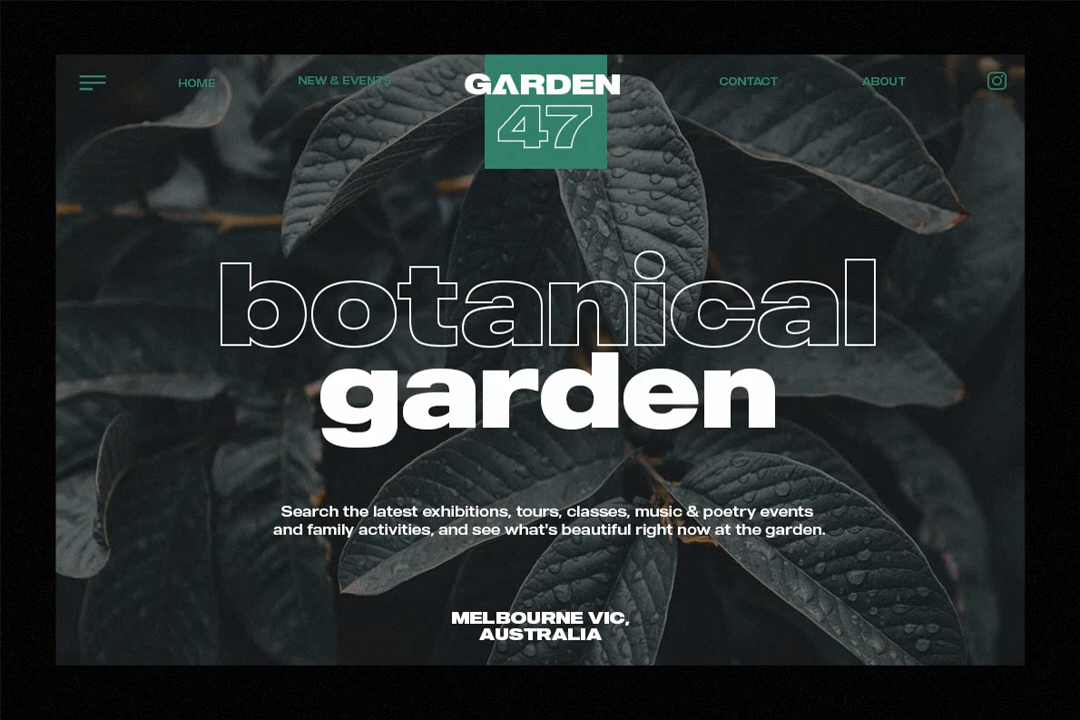 HOME
NEW & EVENTS
GARDEN
47
CONTACT
ABOUT
botanical
garden
Search the latest exhibitions, tours, classes, music & poetry events
and family activities, and see what's beautiful right now at the garden.
MELBOURNE VIC,
AUSTRALIA